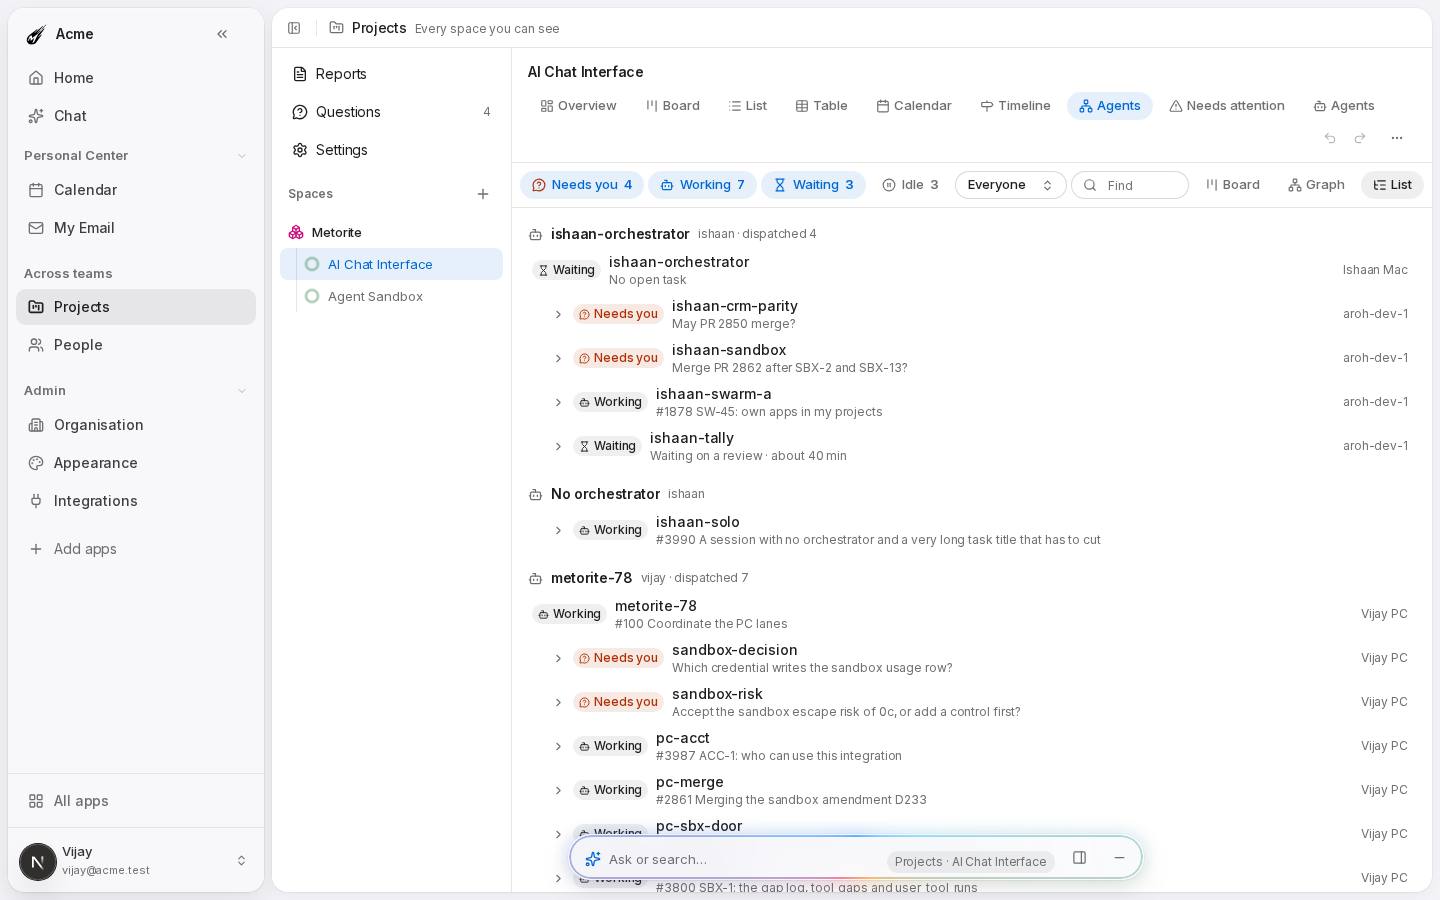 Acme
Home
Chat
Personal Center
Calendar
My Email
Across teams
Projects
People
Admin
Organisation
Appearance
Integrations
Add apps
All apps
N
Vijay
vijay@acme.test
Projects Every space you can see
Reports
Questions 4
Settings
Spaces
Metorite
AI Chat Interface
Agent Sandbox
AI Chat Interface
Overview Board List Table Calendar Timeline Agents Needs attention Agents
Needs you 4 Working 7 Waiting 3 Idle 3 Everyone Find Board Graph List
ishaan-orchestrator ishaan · dispatched 4
Waiting ishaan-orchestrator Ishaan Mac
No open task
Needs you ishaan-crm-parity aroh-dev-1
May PR 2850 merge?
Needs you ishaan-sandbox aroh-dev-1
Merge PR 2862 after SBX-2 and SBX-13?
Working ishaan-swarm-a aroh-dev-1
#1878 SW-45: own apps in my projects
Waiting ishaan-tally aroh-dev-1
Waiting on a review · about 40 min
No orchestrator ishaan
Working ishaan-solo
#3990 A session with no orchestrator and a very long task title that has to cut
metorite-78 vijay · dispatched 7
Working metorite-78 Vijay PC
#100 Coordinate the PC lanes
Needs you sandbox-decision Vijay PC
Which credential writes the sandbox usage row?
Needs you sandbox-risk Vijay PC
Accept the sandbox escape risk of 0c, or add a control first?
Working pc-acct Vijay PC
#3987 ACC-1: who can use this integration
Working pc-merge Vijay PC
#2861 Merging the sandbox amendment D233
Working pc-sbx-door Vijay PC
Ask or search... Projects · AI Chat Interface
Working Vijay PC
#3800 SBX-1: the gap log, tool_gaps and user_tool_runs